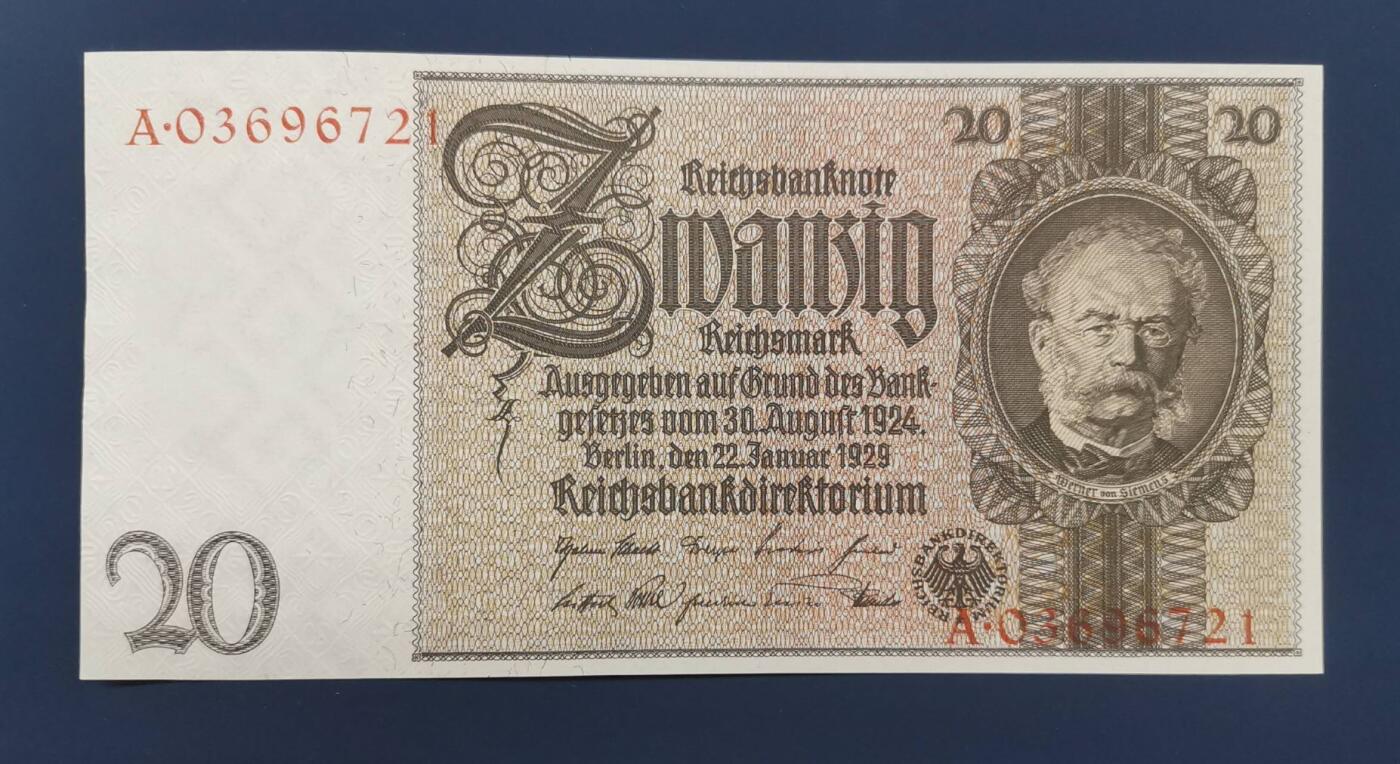 A·03696721
20
20
Reichsbanknote
Zwanzig
Reichsmark
Ausgegeben auf Grund des Bank-
gesetzes vom 30. August 1924.
Berlin, den 22. Januar 1929
Reichsbankdirektorium
Werner von Siemens
REICHSBANKDIREKTORIUM
20
A·03696721